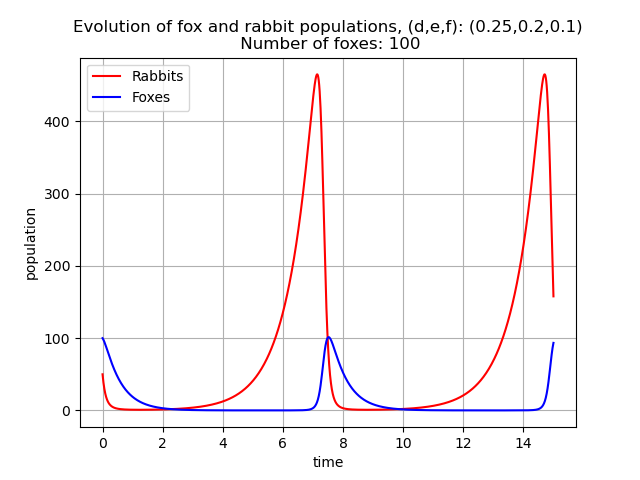 Evolution of fox and rabbit populations, (d,e,f): (0.25,0.2,0.1)
Number of foxes: 100
Rabbits
Foxes
400
300
200
100
0
population
0 2 4 6 8 10 12 14
time